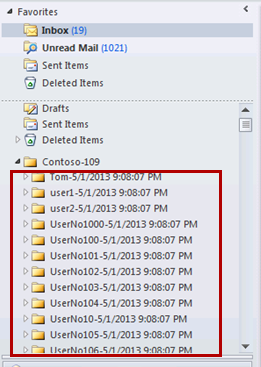 Favorites
Inbox (19)
Unread Mail (1021)
Sent Items
Deleted Items
Drafts
Sent Items
Deleted Items
Contoso-109
Tom-5/1/2013 9:08:07 PM
user1-5/1/2013 9:08:07 PM
user2-5/1/2013 9:08:07 PM
UserNo1000-5/1/2013 9:08:07 PM
UserNo100-5/1/2013 9:08:07 PM
UserNo101-5/1/2013 9:08:07 PM
UserNo102-5/1/2013 9:08:07 PM
UserNo103-5/1/2013 9:08:07 PM
UserNo104-5/1/2013 9:08:07 PM
UserNo10-5/1/2013 9:08:07 PM
UserNo105-5/1/2013 9:08:07 PM
UserNo106-5/1/2013 9:08:07 PM